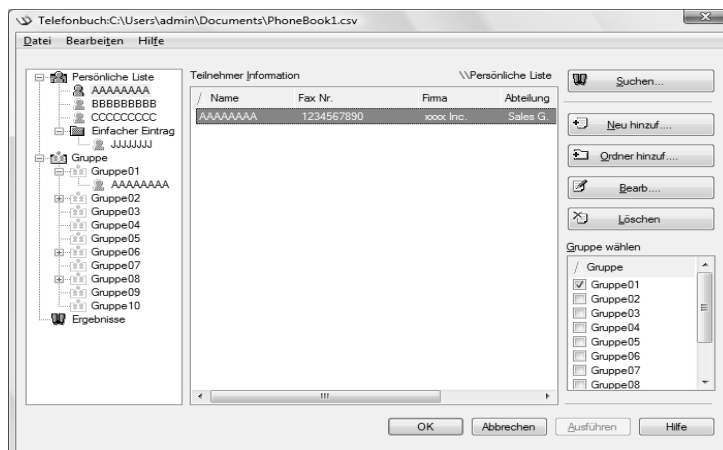 Telefonbuch:C:\Users\admin\Documents\PhoneBook1.csv
Datei Bearbeiten Hilfe
Persönliche Liste
AAAAAAAA
BBBBBBBBB
CCCCCCCCCC
Einfacher Eintrag
JJJJJJJJ
Gruppe
Gruppe01
AAAAAAAA
Gruppe02
Gruppe03
Gruppe04
Gruppe05
Gruppe06
Gruppe07
Gruppe08
Gruppe09
Gruppe10
Ergebnisse
Teilnehmer Information \\Persönliche Liste
/ Name Fax Nr. Firma Abteilung
AAAAAAAA 1234567890 xxxx Inc. Sales G.
Suchen...
Neu hinzuf....
Ordner hinzuf....
Bearb....
Löschen
Gruppe wählen
/ Gruppe
Gruppe01
Gruppe02
Gruppe03
Gruppe04
Gruppe05
Gruppe06
Gruppe07
Gruppe08
OK Abbrechen Ausführen Hilfe